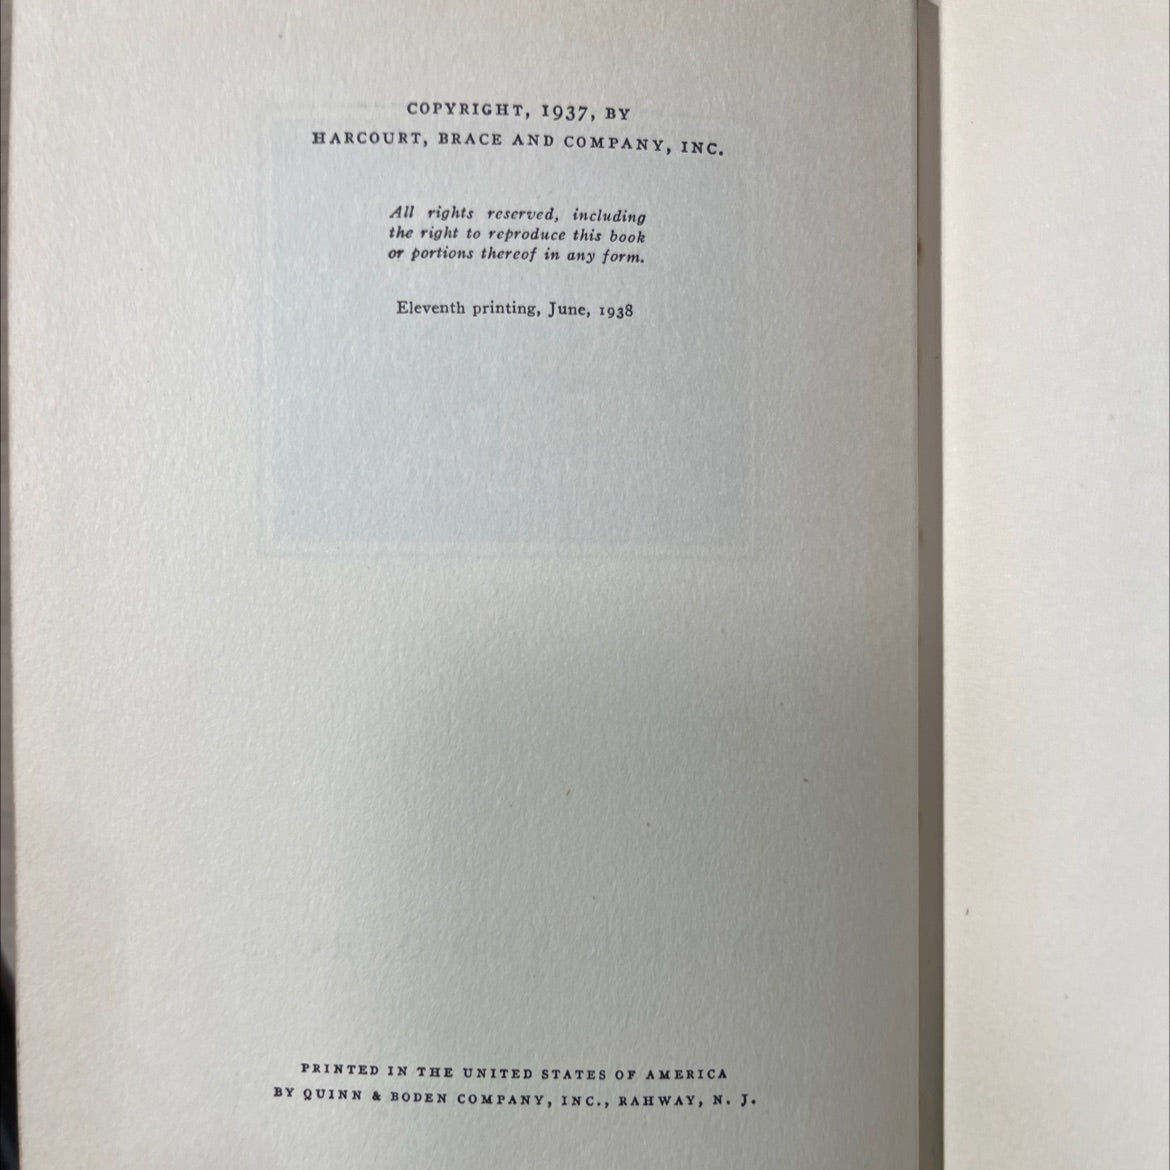 COPYRIGHT, 1937, BY
HARCOURT, BRACE AND COMPANY, INC.
All rights reserved, including
the right to reproduce this book
or portions thereof in any form.
Eleventh printing, June, 1938
PRINTED IN THE UNITED STATES OF AMERICA
BY QUINN & BODEN COMPANY, INC., RAHWAY, N. J.